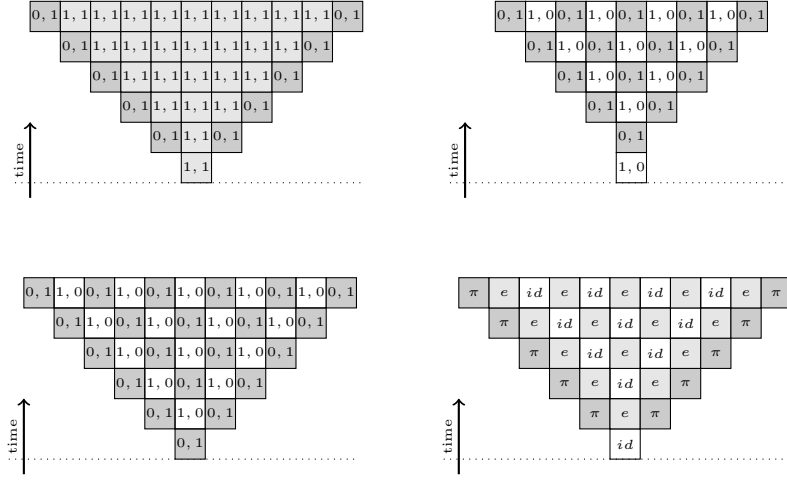 0, 1 1, 1 1, 1 1, 1 1, 1 1, 1 1, 1 1, 1 1, 1 1, 1 0, 1
0, 1 1, 1 1, 1 1, 1 1, 1 1, 1 1, 1 1, 1 0, 1
0, 1 1, 1 1, 1 1, 1 1, 1 1, 1 0, 1
0, 1 1, 1 1, 1 1, 1 0, 1
0, 1 1, 1 0, 1
1, 1
time
0, 1 1, 0 0, 1 1, 0 0, 1 1, 0 0, 1 1, 0 0, 1
0, 1 1, 0 0, 1 1, 0 0, 1 1, 0 0, 1
0, 1 1, 0 0, 1 1, 0 0, 1
0, 1 1, 0 0, 1
0, 1
1, 0
time
0, 1 1, 0 0, 1 1, 0 0, 1 1, 0 0, 1 1, 0 0, 1 1, 0 0, 1
0, 1 1, 0 0, 1 1, 0 0, 1 1, 0 0, 1 1, 0 0, 1
0, 1 1, 0 0, 1 1, 0 0, 1 1, 0 0, 1
0, 1 1, 0 0, 1 1, 0 0, 1
0, 1 1, 0 0, 1
0, 1
time
π e id e id e id e id e π
π e id e id e id e π
π e id e id e π
π e id e π
π e π
id
time